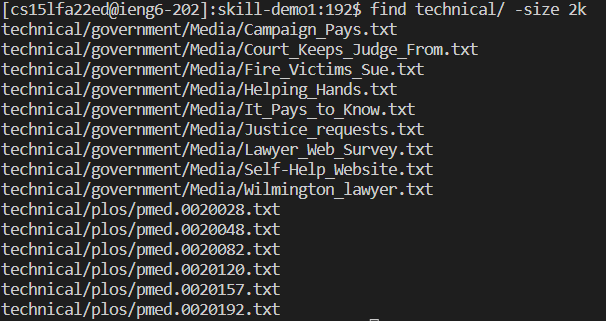 [cs15lfa22ed@ieng6-202]:skill-demo1:192$ find technical/ -size 2k
technical/government/Media/Campaign_Pays.txt
technical/government/Media/Court_Keeps_Judge_From.txt
technical/government/Media/Fire_Victims_Sue.txt
technical/government/Media/Helping_Hands.txt
technical/government/Media/It_Pays_to_Know.txt
technical/government/Media/Justice_requests.txt
technical/government/Media/Lawyer_Web_Survey.txt
technical/government/Media/Self-Help_Website.txt
technical/government/Media/Wilmington_lawyer.txt
technical/plos/pmed.0020028.txt
technical/plos/pmed.0020048.txt
technical/plos/pmed.0020082.txt
technical/plos/pmed.0020120.txt
technical/plos/pmed.0020157.txt
technical/plos/pmed.0020192.txt